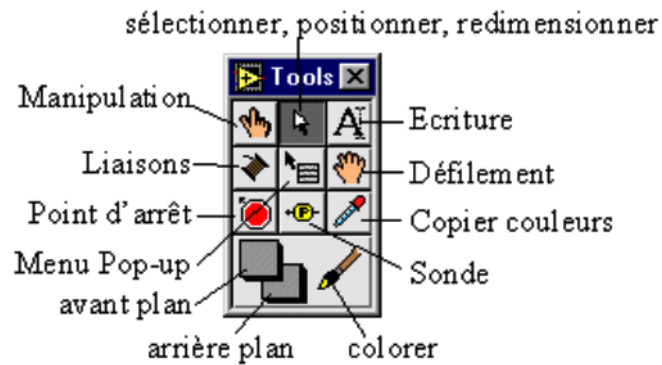 sélectionner, positionner, redimensionner
Tools
Manipulation
Ecriture
Liaisons
Défilement
Point d'arrêt
Copier couleurs
Menu Pop-up
Sonde
avant plan
arrière plan
colorer